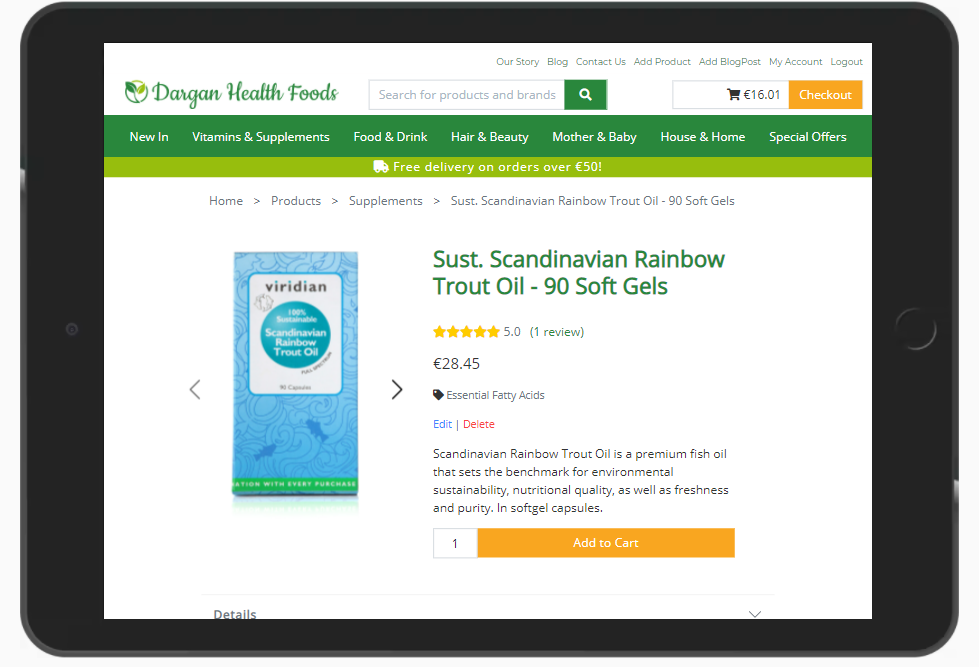 Our Story Blog Contact Us Add Product Add BlogPost My Account Logout
Dargan Health Foods
Search for products and brands
€16.01
Checkout
New In Vitamins & Supplements Food & Drink Hair & Beauty Mother & Baby House & Home Special Offers
Free delivery on orders over €50!
Home > Products > Supplements > Sust. Scandinavian Rainbow Trout Oil - 90 Soft Gels
viridian
100%
Sustainable
Scandinavian
Rainbow
Trout Oil
FULL SPECTRUM
90 Capsules
ATION WITH EVERY PURCHASE
Sust. Scandinavian Rainbow
Trout Oil - 90 Soft Gels
5.0 (1 review)
€28.45
Essential Fatty Acids
Edit | Delete
Scandinavian Rainbow Trout Oil is a premium fish oil
that sets the benchmark for environmental
sustainability, nutritional quality, as well as freshness
and purity. In softgel capsules.
1
Add to Cart
Details